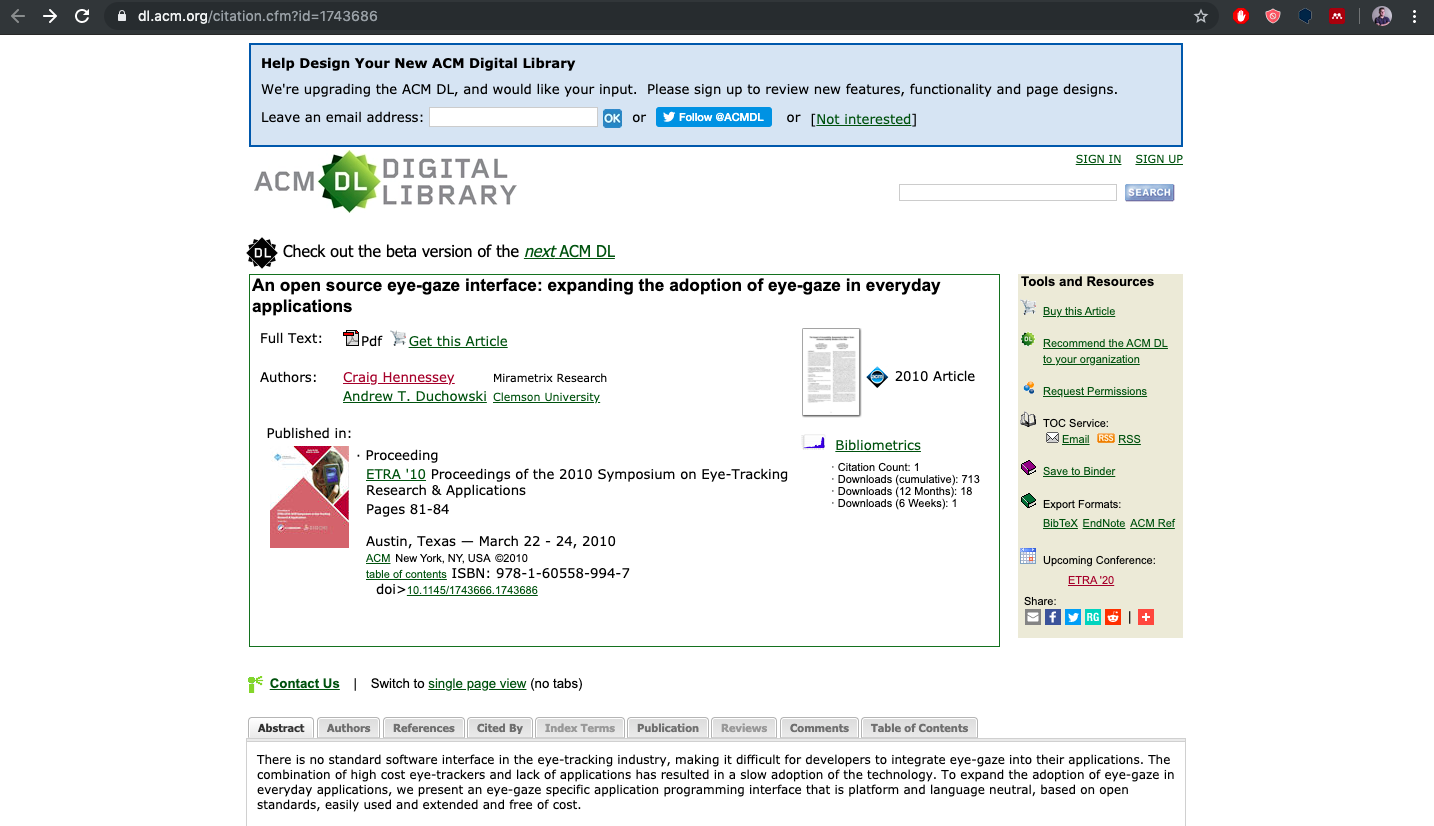 dl.acm.org/citation.cfm?id=1743686
Help Design Your New ACM Digital Library
We're upgrading the ACM DL, and would like your input. Please sign up to review new features, functionality and page designs.
Leave an email address: OK or Follow @ACMDL or [Not interested]
SIGN IN SIGN UP
ACM DL DIGITAL LIBRARY
SEARCH
DL Check out the beta version of the next ACM DL
An open source eye-gaze interface: expanding the adoption of eye-gaze in everyday
applications
Full Text: Pdf Get this Article
Authors: Craig Hennessey Mirametrix Research
Andrew T. Duchowski Clemson University
acm 2010 Article
Published in:
· Proceeding
ETRA '10 Proceedings of the 2010 Symposium on Eye-Tracking
Research & Applications
Pages 81-84
Austin, Texas — March 22 - 24, 2010
ACM New York, NY, USA ©2010
table of contents ISBN: 978-1-60558-994-7
doi>10.1145/1743666.1743686
Bibliometrics
· Citation Count: 1
· Downloads (cumulative): 713
· Downloads (12 Months): 18
· Downloads (6 Weeks): 1
Tools and Resources
Buy this Article
DL Recommend the ACM DL
to your organization
Request Permissions
TOC Service:
Email RSS RSS
Save to Binder
Export Formats:
BibTeX EndNote ACM Ref
Upcoming Conference:
ETRA '20
Share:
RG | +
Contact Us | Switch to single page view (no tabs)
Abstract Authors References Cited By Index Terms Publication Reviews Comments Table of Contents
There is no standard software interface in the eye-tracking industry, making it difficult for developers to integrate eye-gaze into their applications. The
combination of high cost eye-trackers and lack of applications has resulted in a slow adoption of the technology. To expand the adoption of eye-gaze in
everyday applications, we present an eye-gaze specific application programming interface that is platform and language neutral, based on open
standards, easily used and extended and free of cost.